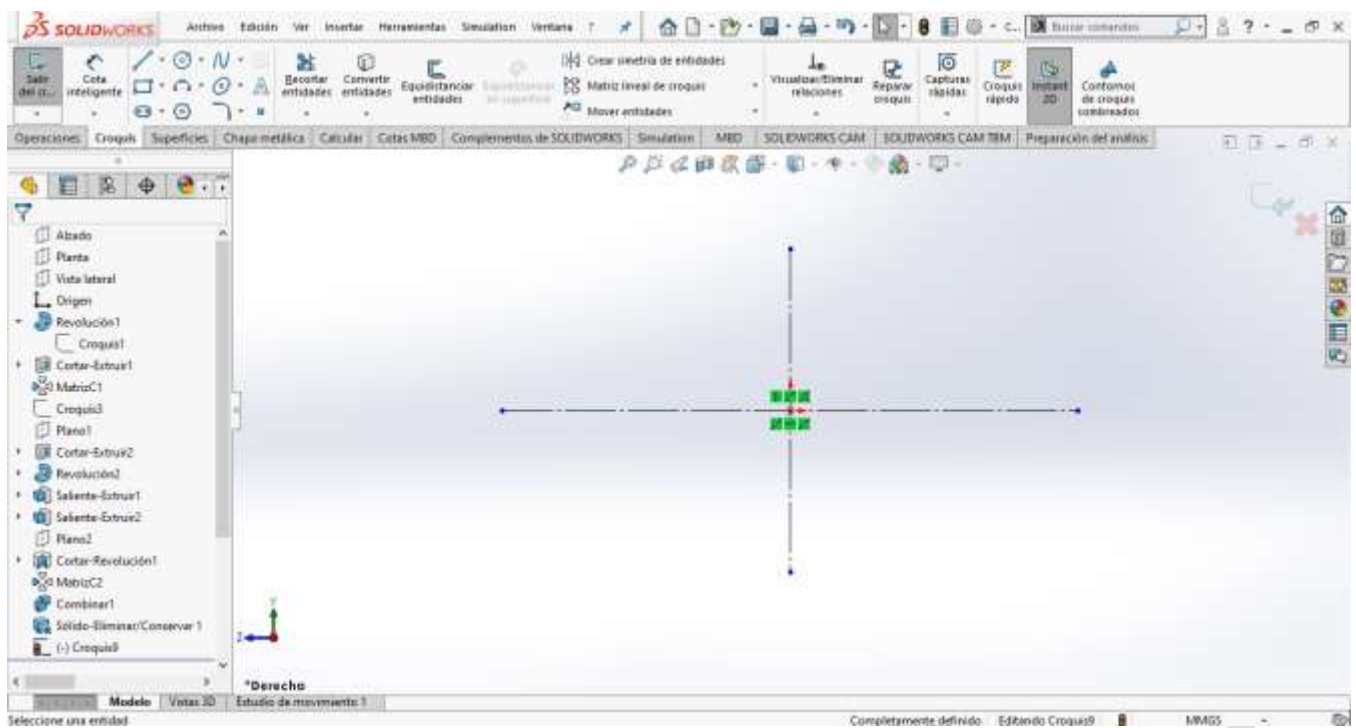 SOLIDWORKS Archivo Edición Ver Insertar Herramientas Simulation Ventana ? C... Buscar comandos ?
Salir del cr... Cota inteligente Recortar entidades Convertir entidades Equidistanciar entidades Crear simetría de entidades Visualizar/Eliminar relaciones Reparar croquis Capturas rápidas Croquis rápido Instant 2D Contornos de croquis combinados
Matriz lineal de croquis
Mover entidades
Operaciones Croquis Superficies Chapa metálica Calcular Cotas MBD Complementos de SOLIDWORKS Simulation MBD SOLIDWORKS CAM SOLIDWORKS CAM TBM Preparación del análisis
Alzado
Planta
Vista lateral
Origen
Revolución1
Croquis1
Cortar-Extruir1
MatrizC1
Croquis3
Plano1
Cortar-Extruir2
Revolución2
Saliente-Extruir1
Saliente-Extruir2
Plano2
Cortar-Revolución1
MatrizC2
Combinar1
Sólido-Eliminar/Conservar 1
(-) Croquis9
Y
Z
*Derecha
Modelo Vistas 3D Estudio de movimiento 1
Seleccione una entidad Completamente definido Editando Croquis9 MMGS